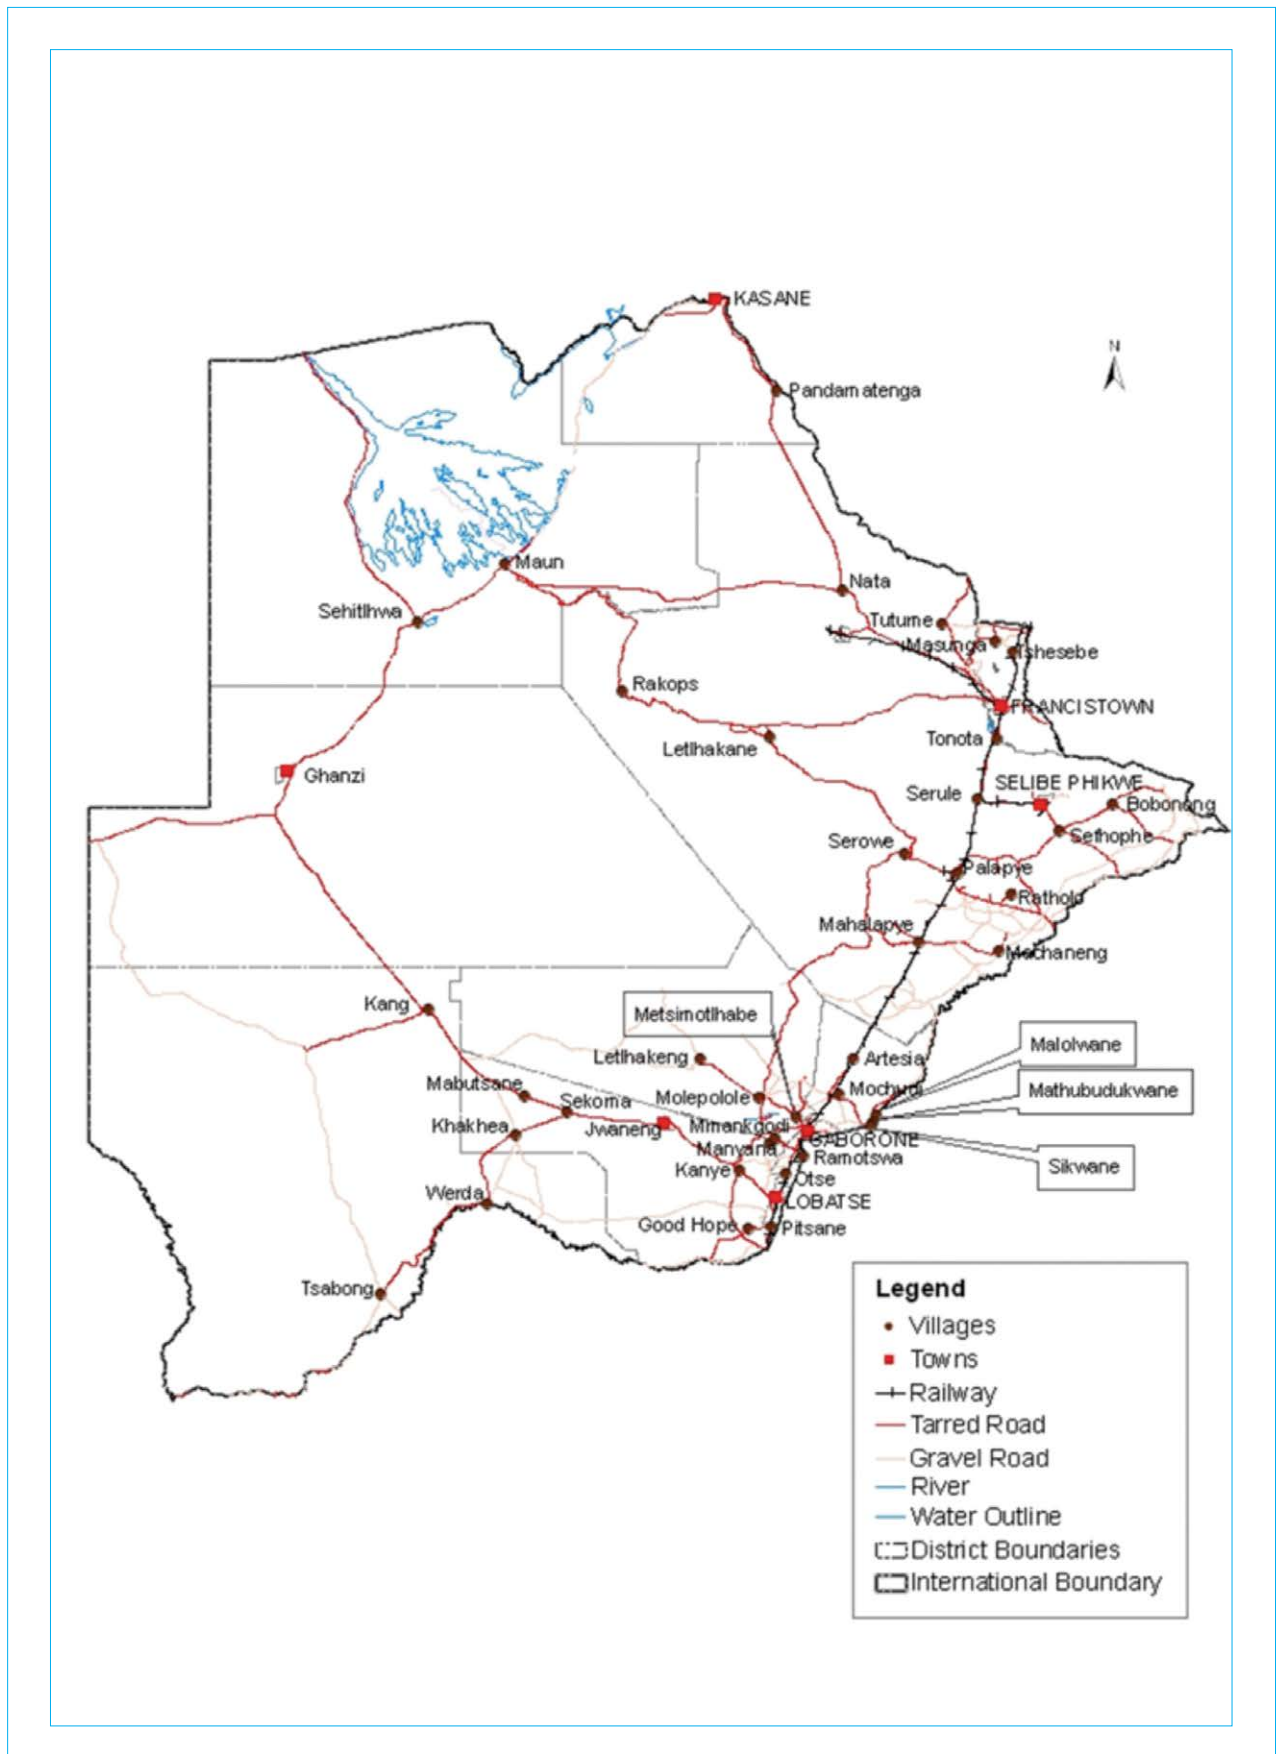 KASANE
N
Pandamatenga
Maun
Nata
Sehitlhwa
Tutume
Masunga
Tshesebe
Rakops
FRANCISTOWN
Letlhakane
Tonota
Ghanzi
SELIBE PHIKWE
Serule
Bobonong
Sefhophe
Serowe
Palapye
Ratholo
Mahalapye
Machaneng
Kang
Metsimotlhabe
Malolwane
Letlhakeng
Artesia
Mabutsane
Molepolole
Mochudi
Mathubudukwane
Sekoma
Khakhea
Jwaneng
Mmankgodi
GABORONE
Manyana
Ramotswa
Sikwane
Kanye
Otse
Werda
LOBATSE
Good Hope
Pitsane
Tsabong
Legend
Villages
Towns
Railway
Tarred Road
Gravel Road
River
Water Outline
District Boundaries
International Boundary